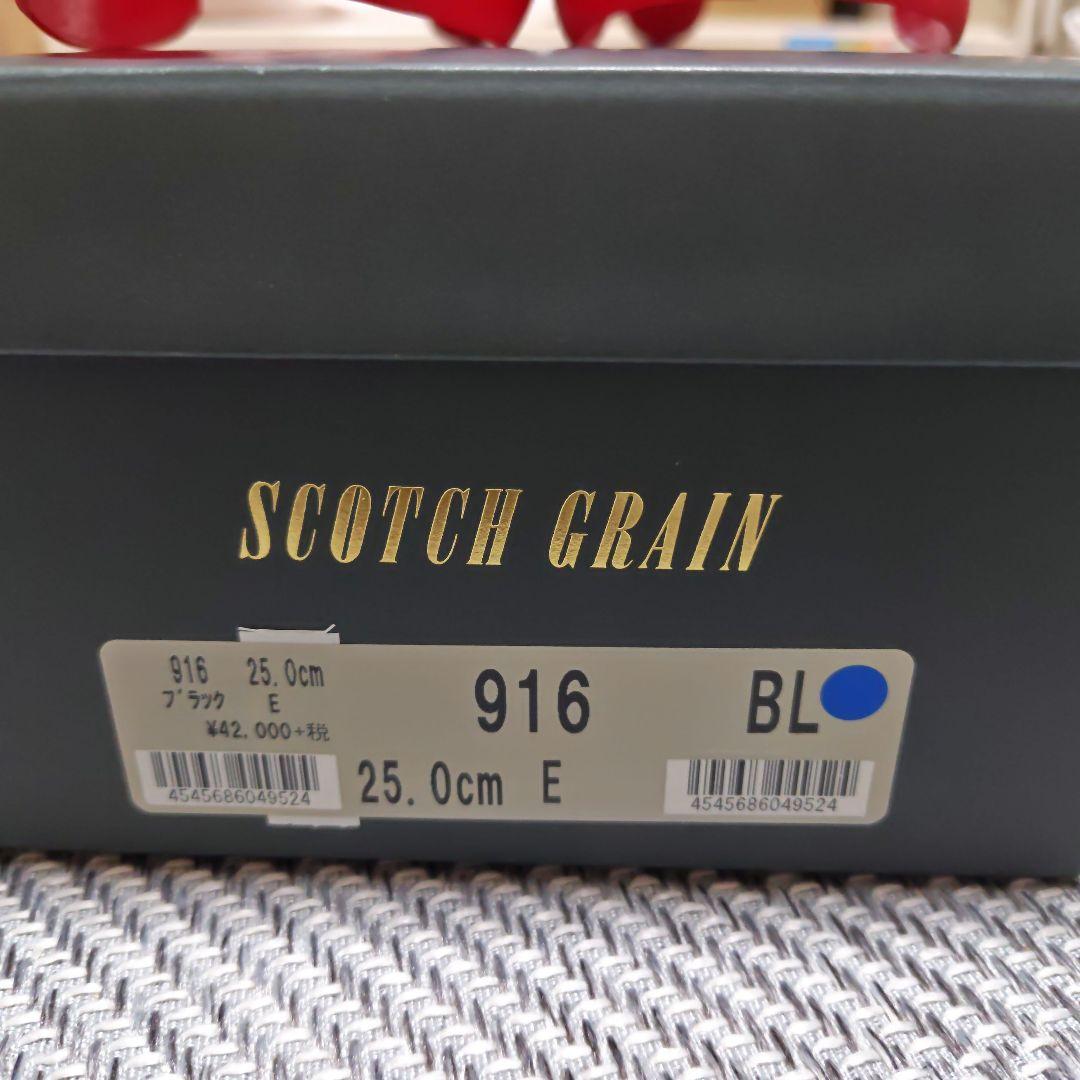 SCOTCH GRAIN
916 25.0cm
ﾌﾞﾗｯｸ E
¥42,000+税
4545686049524
916 BL
25.0cm E
4545686049524